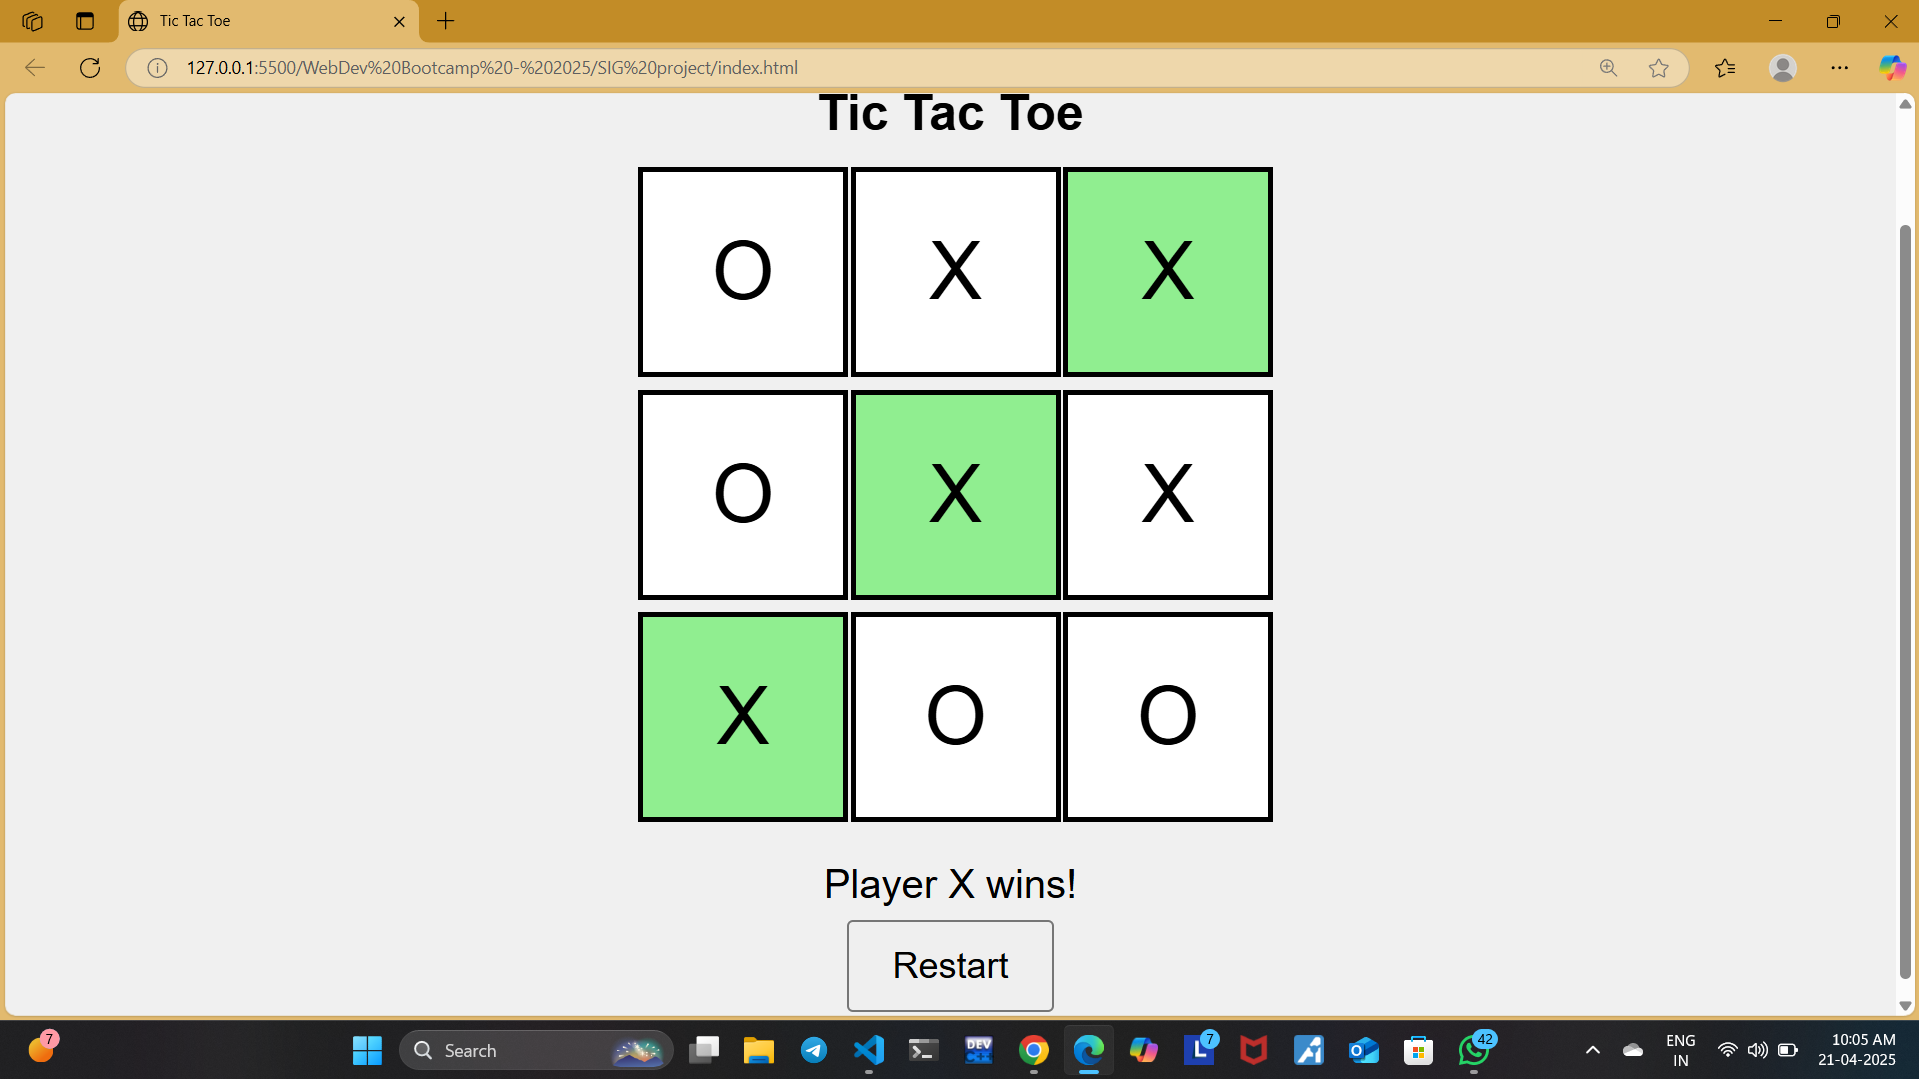 Tic Tac Toe
127.0.0.1:5500/WebDev%20Bootcamp%20-%202025/SIG%20project/index.html
Tic Tac Toe
O X X
O X X
X O O
Player X wins!
Restart
7
Search
DEV
C++
L
7
42
ENG
IN
10:05 AM
21-04-2025